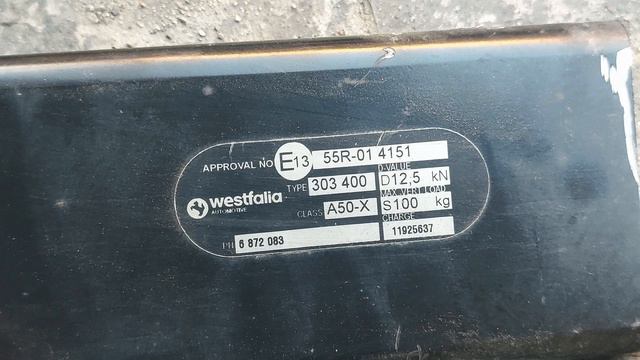 APPROVAL NO E13 55R-01 4151
westfalia
AUTOMOTIVE
TYPE 303 400
D-VALUE
D12,5 kN
CLASS A50-X
MAX.VERT.LOAD
S100 kg
6 872 083
CHARGE
11925637